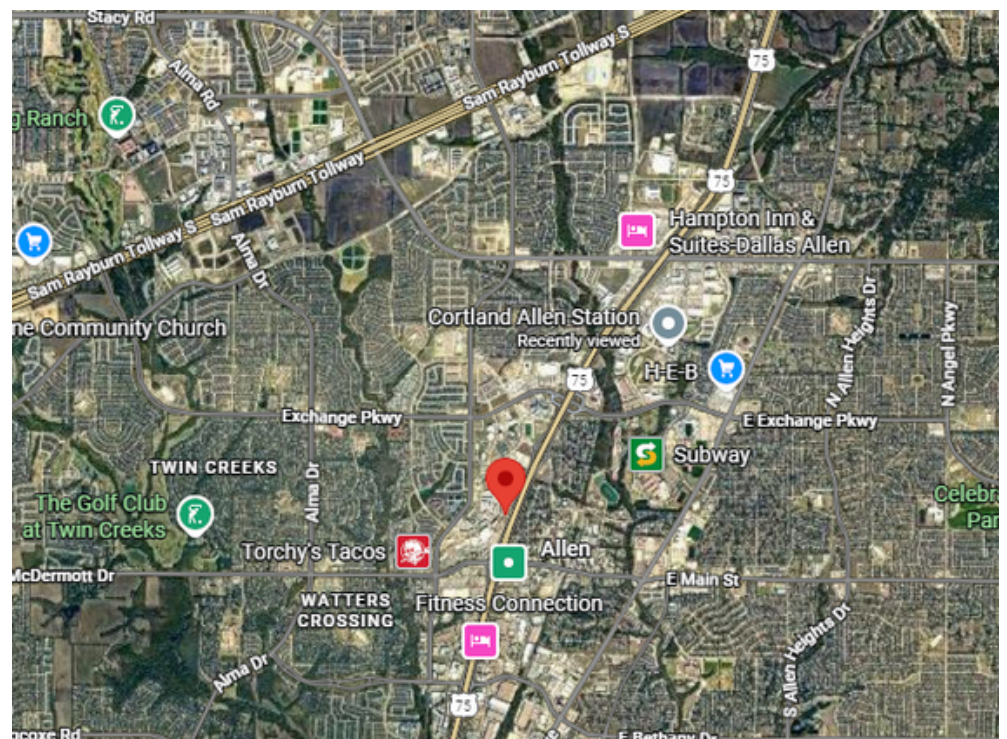 Stacy Rd
Alma Rd
Sam Rayburn Tollway S
75
g Ranch
Sam Rayburn Tollway
75
Hampton Inn &
Suites-Dallas Allen
Sam Rayburn Tollway S
Alma Dr
ne Community Church
Cortland Allen Station
Recently viewed
N Allen Heights Dr
N Angel Pkwy
75
H-E-B
Exchange Pkwy
E Exchange Pkwy
TWIN CREEKS
Subway
Alma Dr
The Golf Club
at Twin Creeks
Celebr
Par
Torchy's Tacos
Allen
McDermott Dr
E Main St
WATTERS
CROSSING
Fitness Connection
Alma Dr
S Allen Heights Dr
75
gcoxe Rd
E Bethany Dr